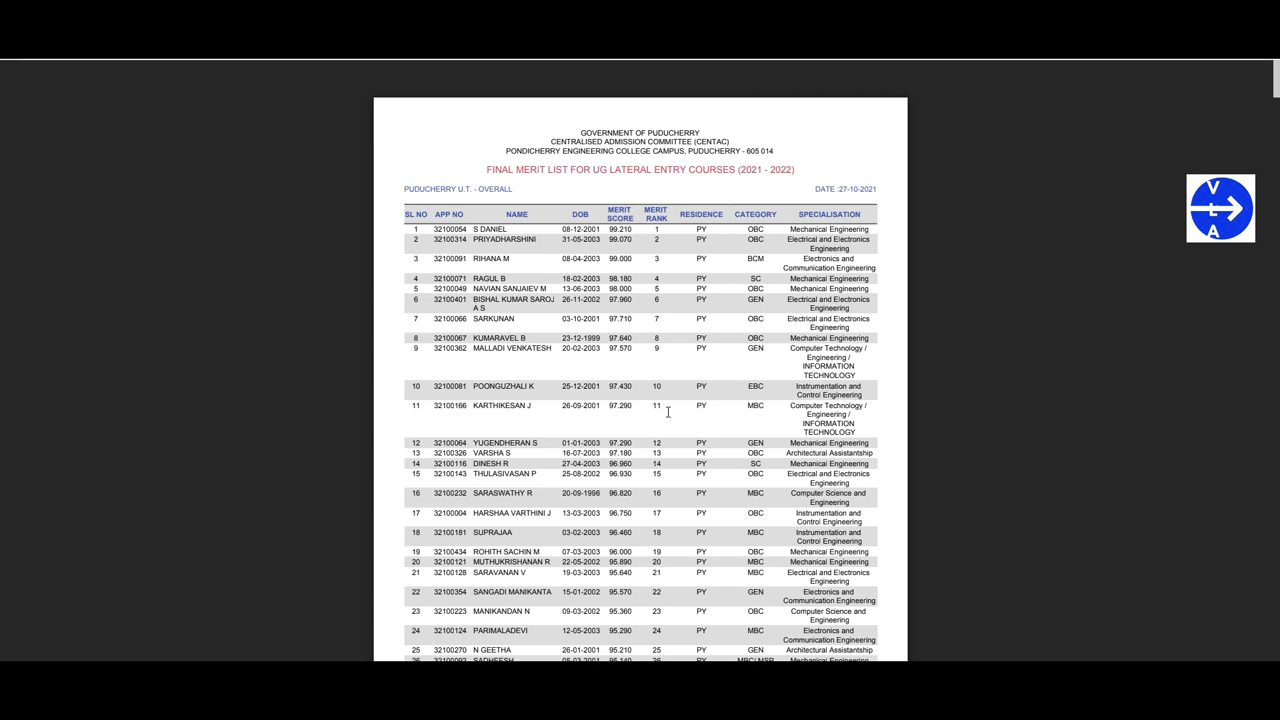 GOVERNMENT OF PUDUCHERRY
CENTRALISED ADMISSION COMMITTEE (CENTAC)
PONDICHERRY ENGINEERING COLLEGE CAMPUS, PUDUCHERRY - 605 014
FINAL MERIT LIST FOR UG LATERAL ENTRY COURSES (2021 - 2022)
PUDUCHERRY U.T. - OVERALL DATE :27-10-2021
SL NO APP NO NAME DOB MERIT SCORE MERIT RANK RESIDENCE CATEGORY SPECIALISATION
1 32100054 S DANIEL 08-12-2001 99.210 1 PY OBC Mechanical Engineering
2 32100314 PRIYADHARSHINI 31-05-2003 99.070 2 PY OBC Electrical and Electronics
Engineering
3 32100091 RIHANA M 08-04-2003 99.000 3 PY BCM Electronics and
Communication Engineering
4 32100071 RAGUL B 18-02-2003 98.180 4 PY SC Mechanical Engineering
5 32100049 NAVIAN SANJAIEV M 13-06-2003 98.000 5 PY OBC Mechanical Engineering
6 32100401 BISHAL KUMAR SAROJ 26-11-2002 97.960 6 PY GEN Electrical and Electronics
A S Engineering
7 32100066 SARKUNAN 03-10-2001 97.710 7 PY OBC Electrical and Electronics
Engineering
8 32100067 KUMARAVEL B 23-12-1999 97.640 8 PY OBC Mechanical Engineering
9 32100362 MALLADI VENKATESH 20-02-2003 97.570 9 PY GEN Computer Technology /
Engineering /
INFORMATION
TECHNOLOGY
10 32100081 POONGUZHALI K 25-12-2001 97.430 10 PY EBC Instrumentation and
Control Engineering
11 32100166 KARTHIKESAN J 26-09-2001 97.290 11 PY MBC Computer Technology /
Engineering /
INFORMATION
TECHNOLOGY
12 32100064 YUGENDHERAN S 01-01-2003 97.290 12 PY GEN Mechanical Engineering
13 32100326 VARSHA S 16-07-2003 97.180 13 PY OBC Architectural Assistantship
14 32100116 DINESH R 27-04-2003 96.960 14 PY SC Mechanical Engineering
15 32100143 THULASIVASAN P 25-08-2002 96.930 15 PY OBC Electrical and Electronics
Engineering
16 32100232 SARASWATHY R 20-09-1996 96.820 16 PY MBC Computer Science and
Engineering
17 32100004 HARSHAA VARTHINI J 13-03-2003 96.750 17 PY OBC Instrumentation and
Control Engineering
18 32100181 SUPRAJAA 03-02-2003 96.460 18 PY MBC Instrumentation and
Control Engineering
19 32100434 ROHITH SACHIN M 07-03-2003 96.000 19 PY OBC Mechanical Engineering
20 32100121 MUTHUKRISHANAN R 22-05-2002 95.890 20 PY MBC Mechanical Engineering
21 32100128 SARAVANAN V 19-03-2003 95.640 21 PY MBC Electrical and Electronics
Engineering
22 32100354 SANGADI MANIKANTA 15-01-2002 95.570 22 PY GEN Electronics and
Communication Engineering
23 32100223 MANIKANDAN N 09-03-2002 95.360 23 PY OBC Computer Science and
Engineering
24 32100124 PARIMALADEVI 12-05-2003 95.290 24 PY MBC Electronics and
Communication Engineering
25 32100270 N GEETHA 26-01-2001 95.210 25 PY GEN Architectural Assistantship
V
L
A